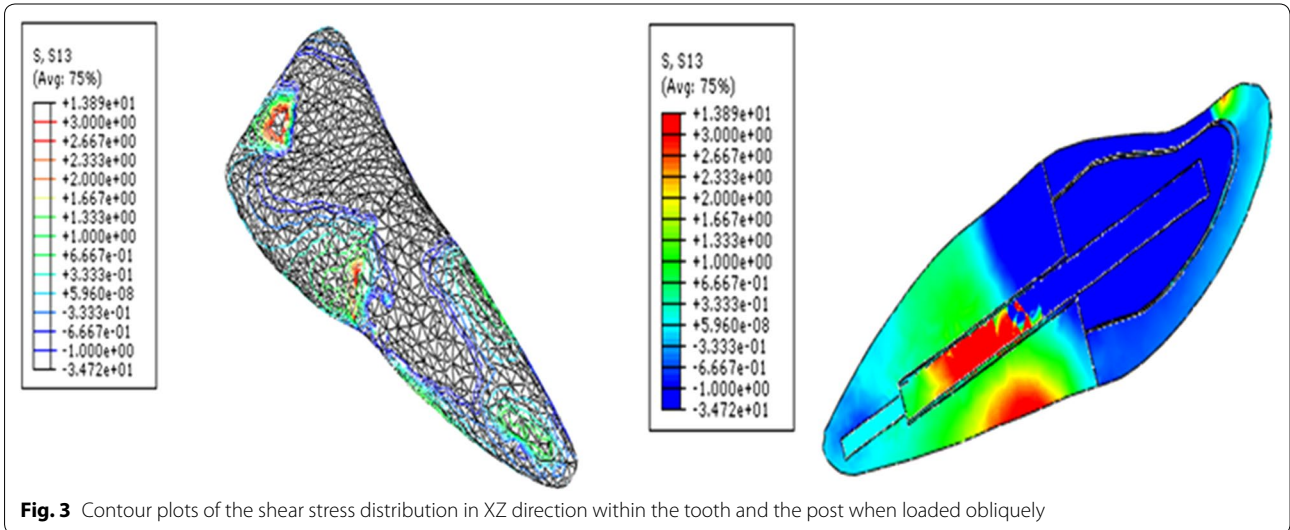 S, S13
(Avg: 75%)
+1.389e+01
+3.000e+00
+2.667e+00
+2.333e+00
+2.000e+00
+1.667e+00
+1.333e+00
+1.000e+00
+6.667e-01
+3.333e-01
+5.960e-08
-3.333e-01
-6.667e-01
-1.000e+00
-3.472e+01
S, S13
(Avg: 75%)
+1.389e+01
+3.000e+00
+2.667e+00
+2.333e+00
+2.000e+00
+1.667e+00
+1.333e+00
+1.000e+00
+6.667e-01
+3.333e-01
+5.960e-08
-3.333e-01
-6.667e-01
-1.000e+00
-3.472e+01
Fig. 3 Contour plots of the shear stress distribution in XZ direction within the tooth and the post when loaded obliquely